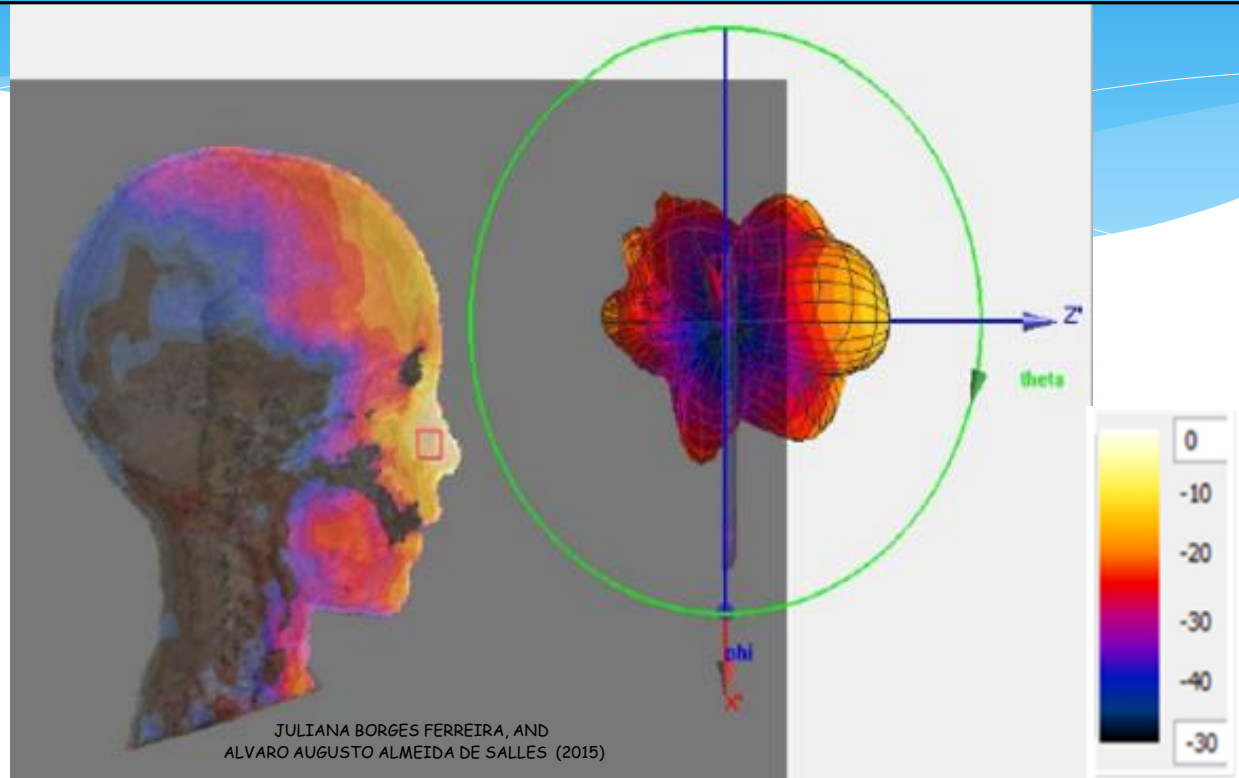 Z'
theta
phi
X'
0
-10
-20
-30
-40
-30
JULIANA BORGES FERREIRA, AND
ALVARO AUGUSTO ALMEIDA DE SALLES (2015)